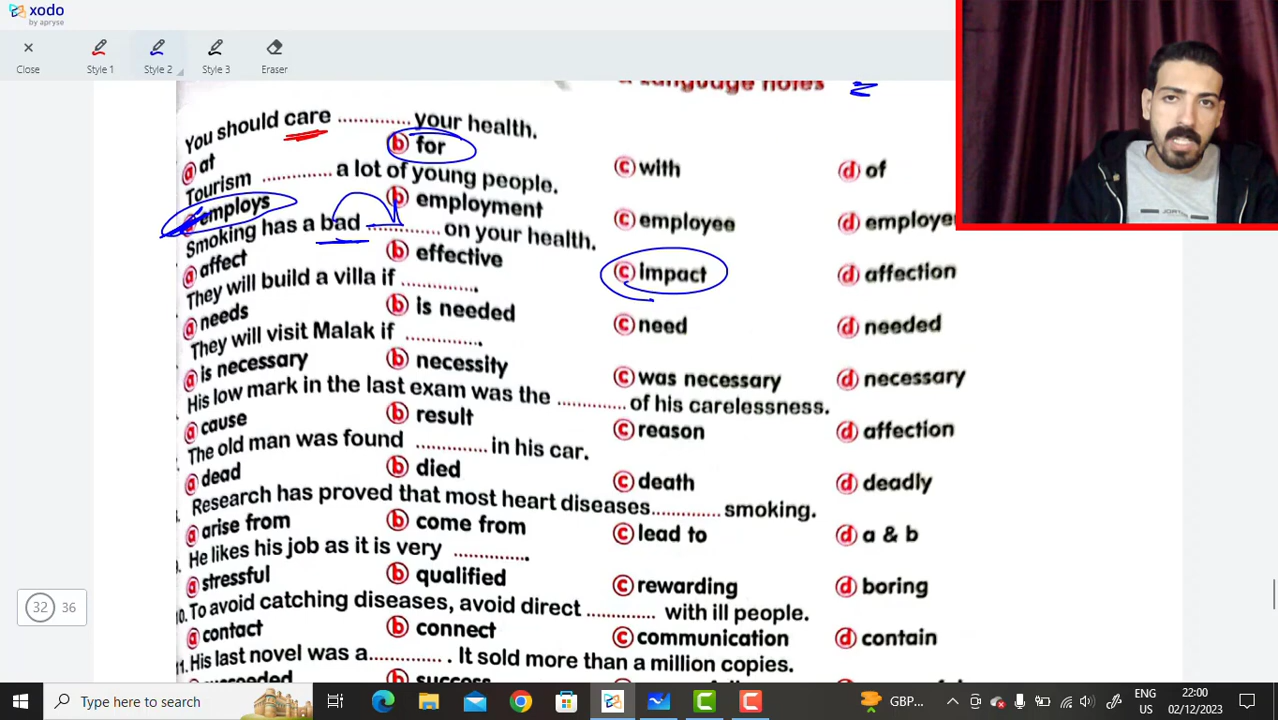 xodo
by apryse
Close
Style 1
Style 2
Style 3
Eraser
a Language notes
You should care ............. your health.
a at
b for
c with
d of
Tourism ............. a lot of young people.
a employs
b employment
c employee
d employer
Smoking has a bad ............. on your health.
a affect
b effective
c impact
d affection
They will build a villa if .............
a needs
b is needed
c need
d needed
They will visit Malak if .............
a is necessary
b necessity
c was necessary
d necessary
His low mark in the last exam was the ............. of his carelessness.
a cause
b result
c reason
d affection
The old man was found ............. in his car.
a dead
b died
c death
d deadly
Research has proved that most heart diseases............. smoking.
a arise from
b come from
c lead to
d a & b
He likes his job as it is very .............
a stressful
b qualified
c rewarding
d boring
10. To avoid catching diseases, avoid direct ............. with ill people.
a contact
b connect
c communication
d contain
11. His last novel was a............. . It sold more than a million copies.
b success
32 36
Type here to search
GBP...
ENG
22:00
02/12/2023